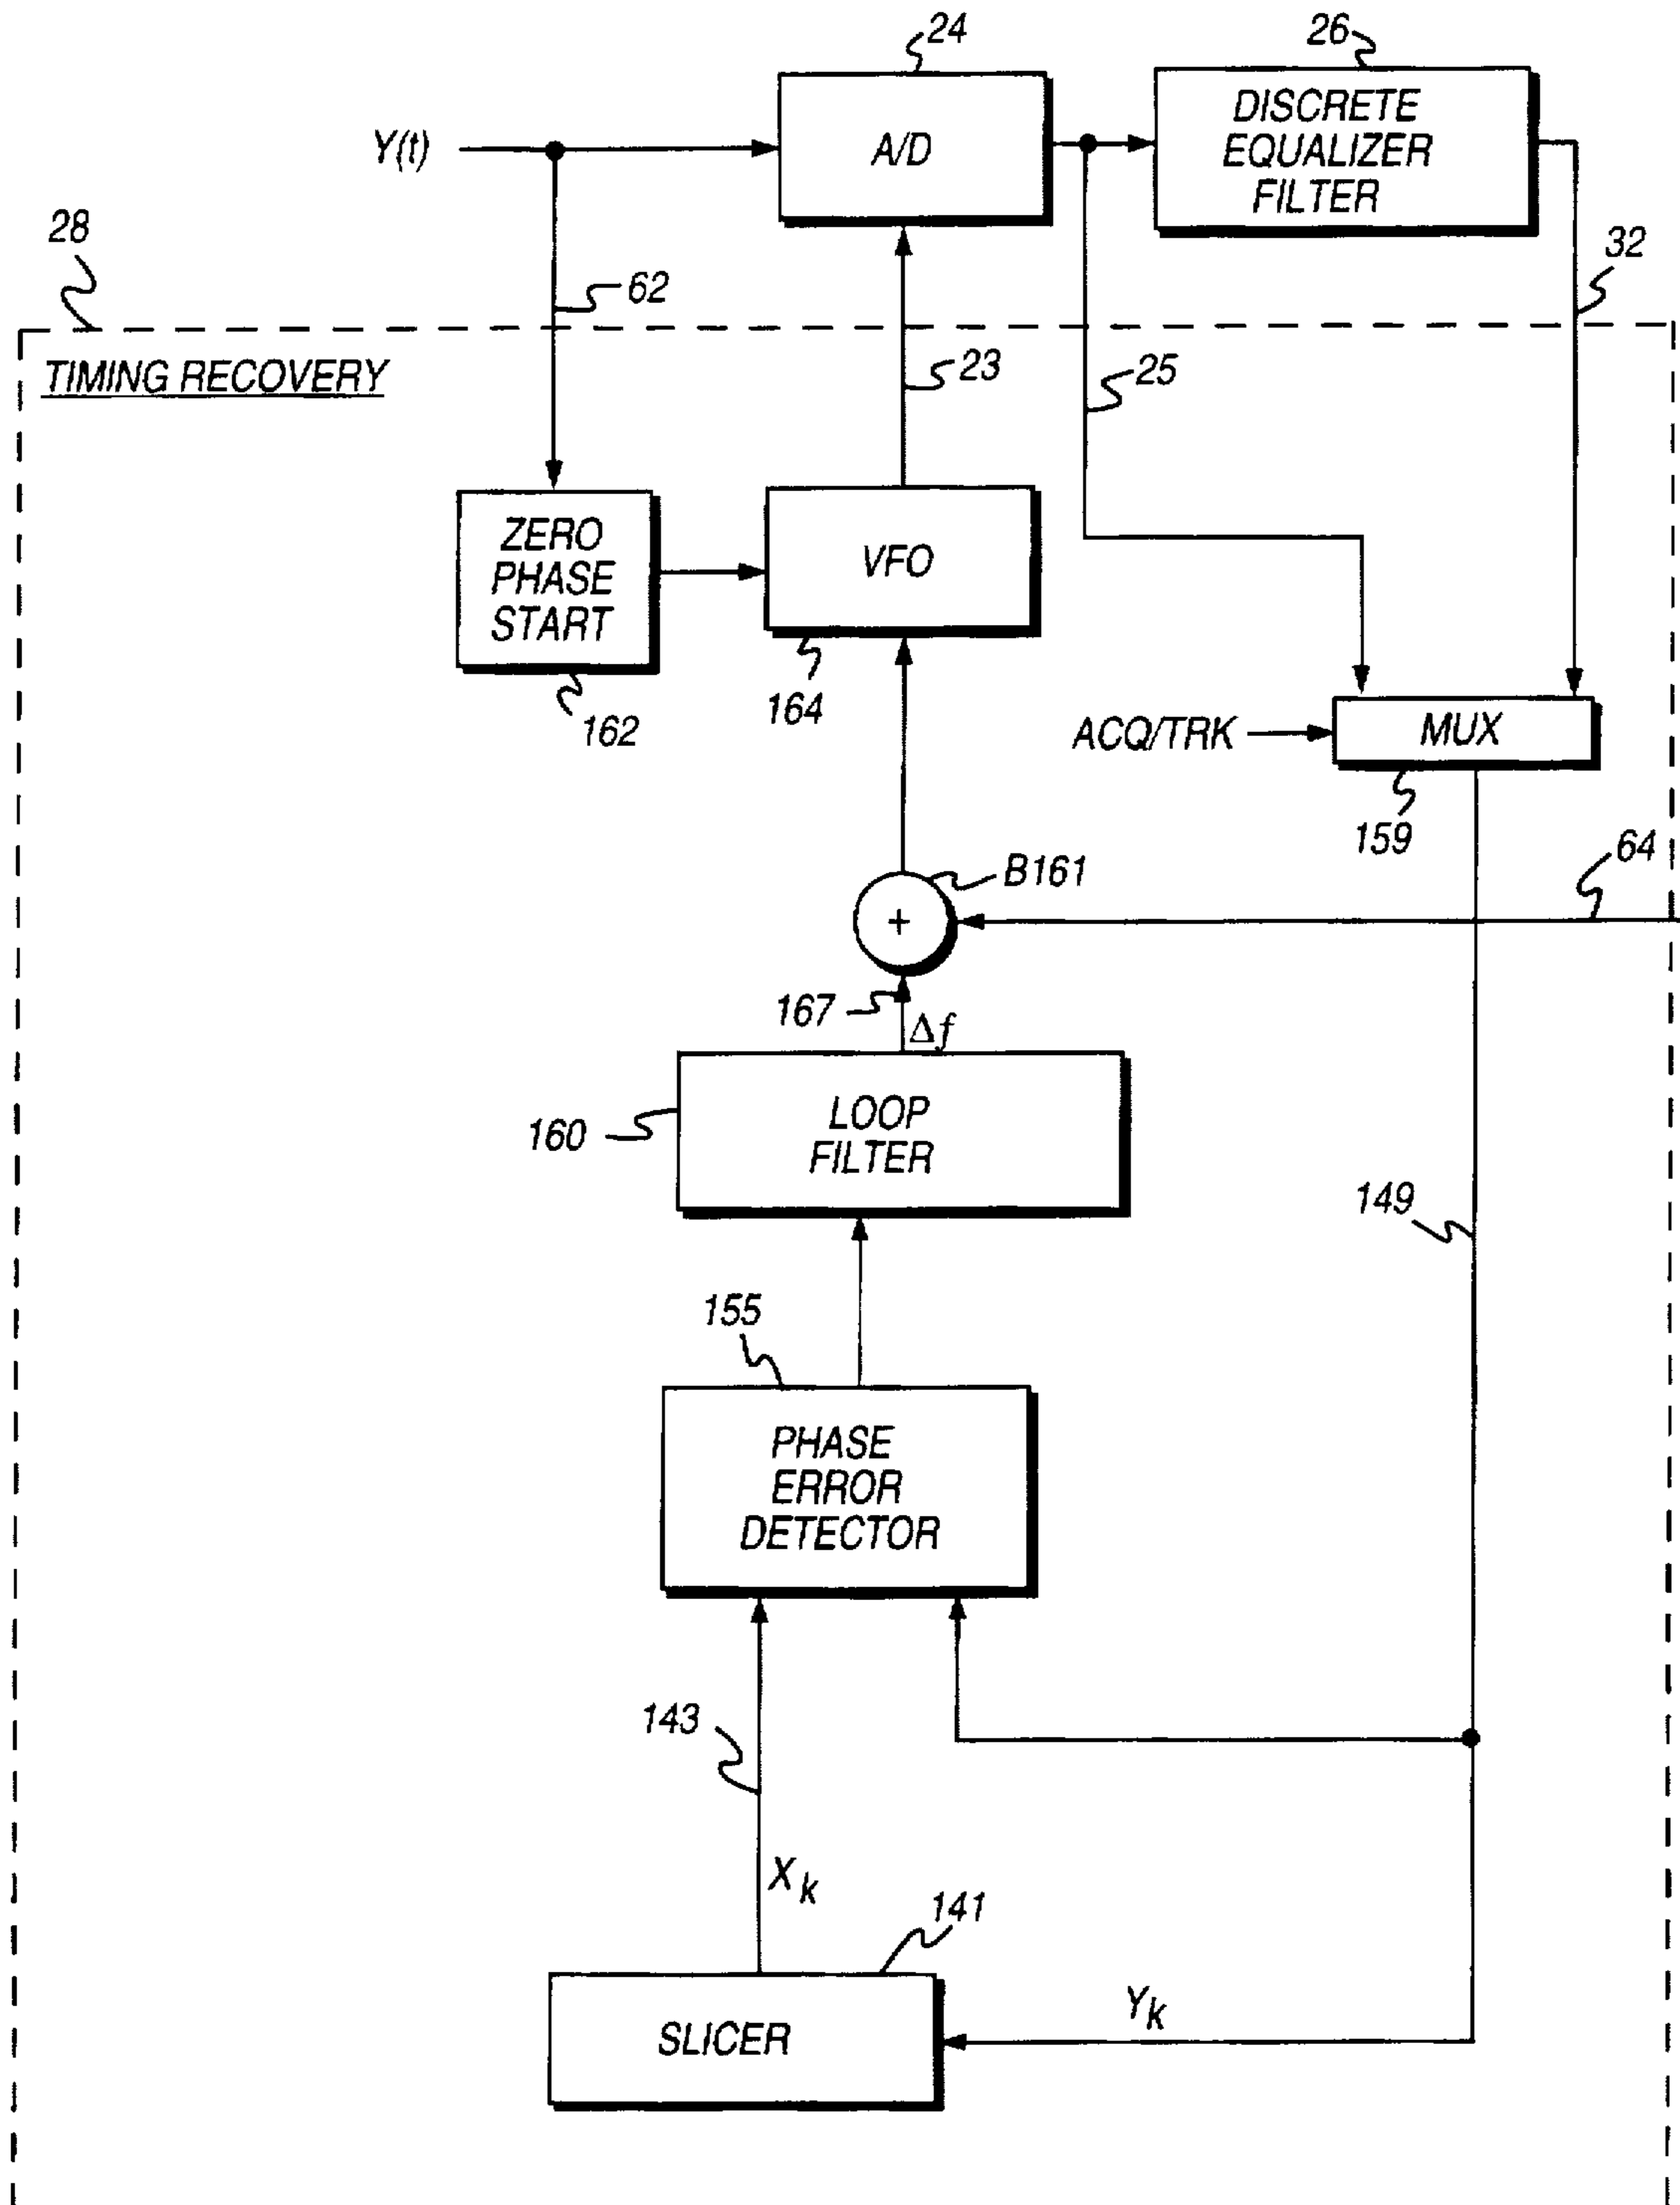 24
26
A/D
DISCRETE
EQUALIZER
FILTER
Y(t)
28
32
62
TIMING RECOVERY
23
25
ZERO
PHASE
START
VFO
162
164
ACQ/TRK
MUX
159
64
B161
+
167
Δf
160
LOOP
FILTER
149
155
PHASE
ERROR
DETECTOR
143
Xk
141
SLICER
Yk